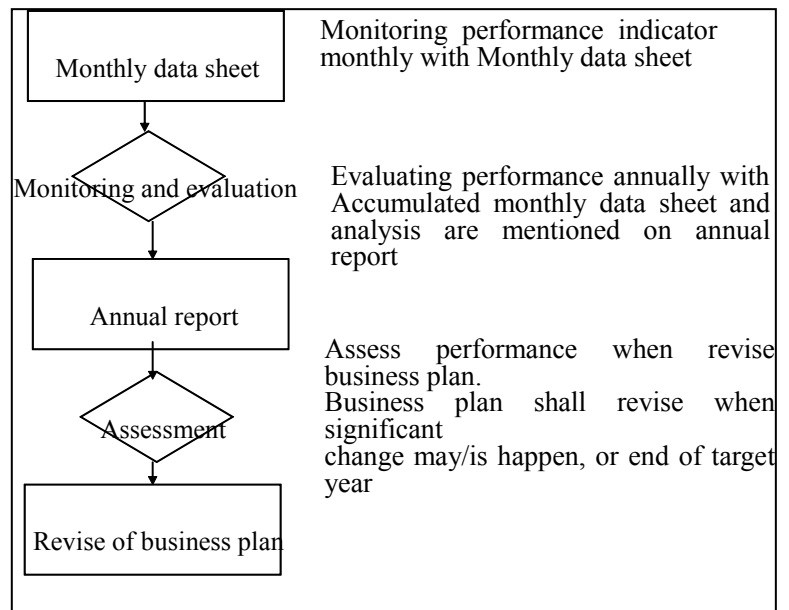 Monthly data sheet
Monitoring performance indicator
monthly with Monthly data sheet
Monitoring and evaluation
Evaluating performance annually with
Accumulated monthly data sheet and
analysis are mentioned on annual
report
Annual report
Assess performance when revise
business plan.
Business plan shall revise when
significant
change may/is happen, or end of target
year
Assessment
Revise of business plan